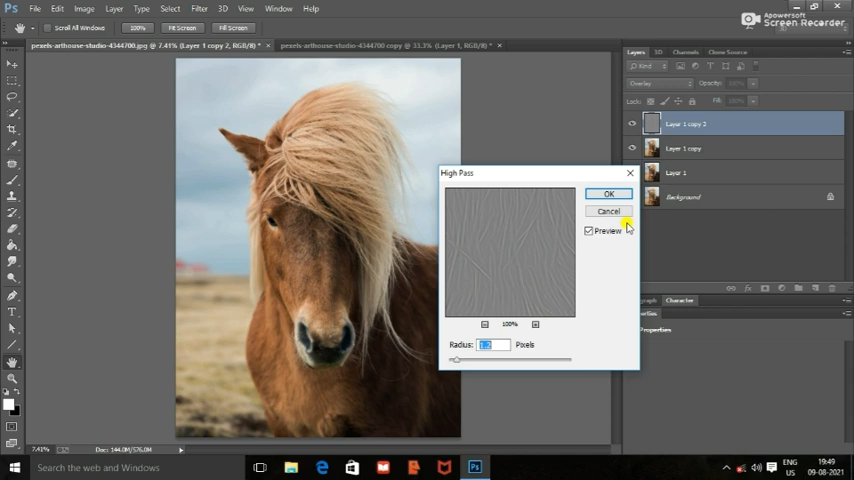 Ps File Edit Image Layer Type Select Filter 3D View Window Help
Apowersoft
Screen Recorder
Scroll All Windows 100% Fit Screen Fill Screen
pexels-arthouse-studio-4344700.jpg @ 7.41% (Layer 1 copy 2, RGB/8) * ×
pexels-arthouse-studio-4344700 copy @ 33.3% (Layer 1, RGB/8) * ×
Layers 3D Channels Clone Source
Kind
Overlay Opacity:
Lock: Fill:
Layer 1 copy 2
Layer 1 copy
Layer 1
Background
High Pass
OK
Cancel
Preview
100%
Radius: Pixels
Character
Properties
7.41% Doc: 144.0M/576.0M
Search the web and Windows
ENG
US
19:49
09-08-2021